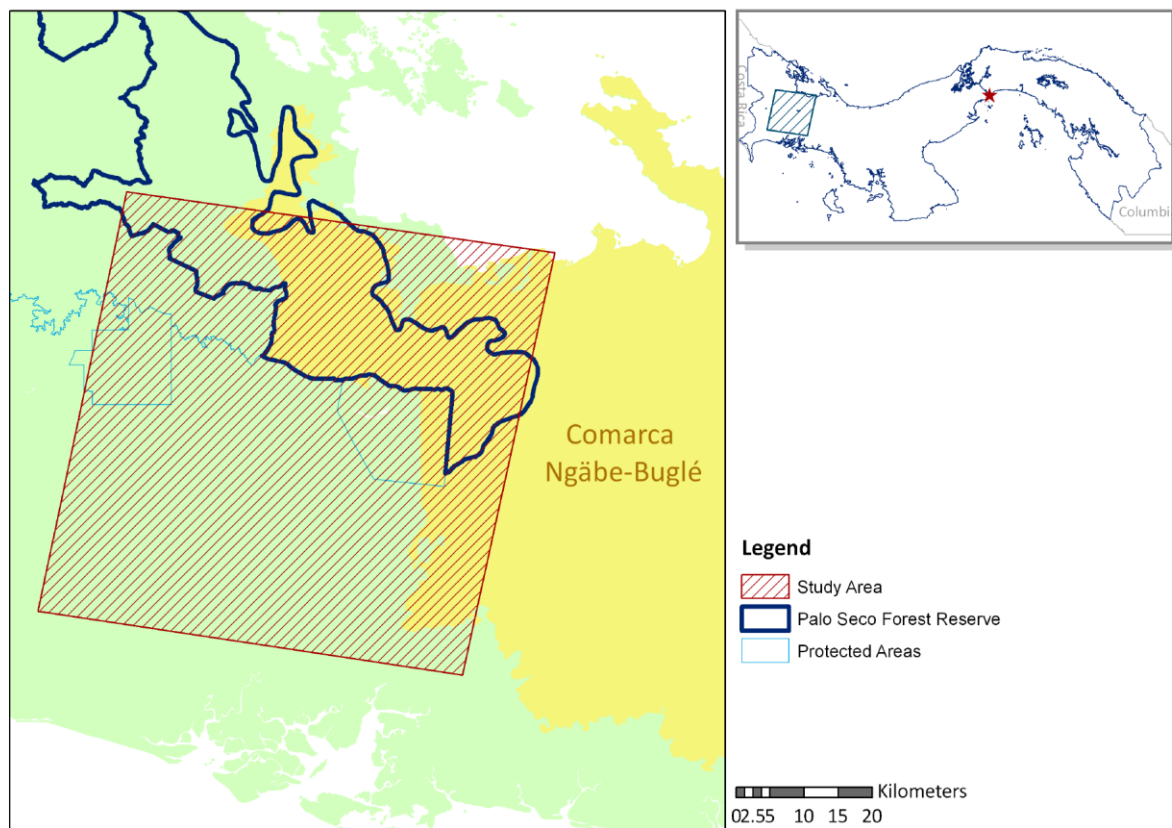 Comarca
Ngäbe-Buglé
Costa Rica
Columbi
Legend
Study Area
Palo Seco Forest Reserve
Protected Areas
Kilometers
02.55 10 15 20